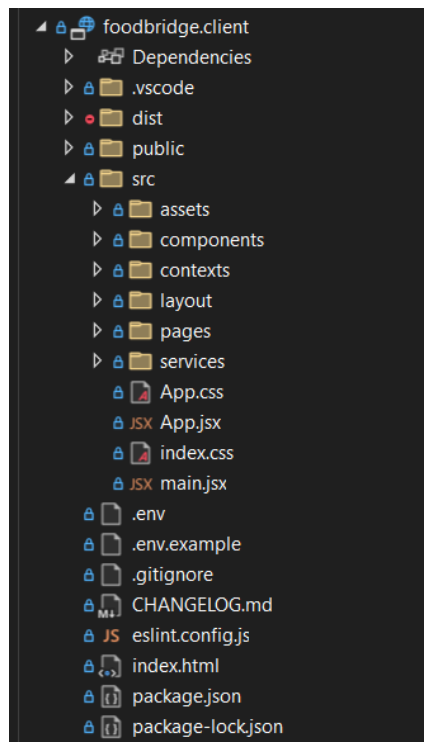 foodbridge.client
Dependencies
.vscode
dist
public
src
assets
components
contexts
layout
pages
services
App.css
JSX App.jsx
index.css
JSX main.jsx
.env
.env.example
.gitignore
M↓ CHANGELOG.md
JS eslint.config.js
index.html
package.json
package-lock.json